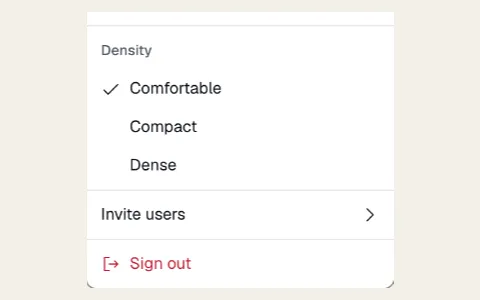 Density
Comfortable
Compact
Dense
Invite users
Sign out